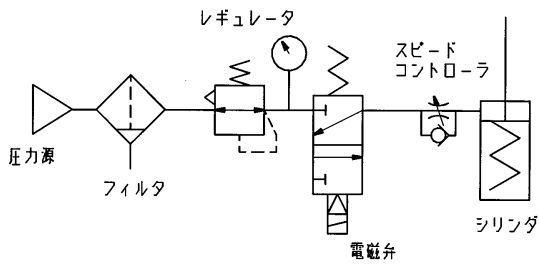 レギュレータ
スピード
コントローラ
圧力源
フィルタ
シリンダ
電磁弁